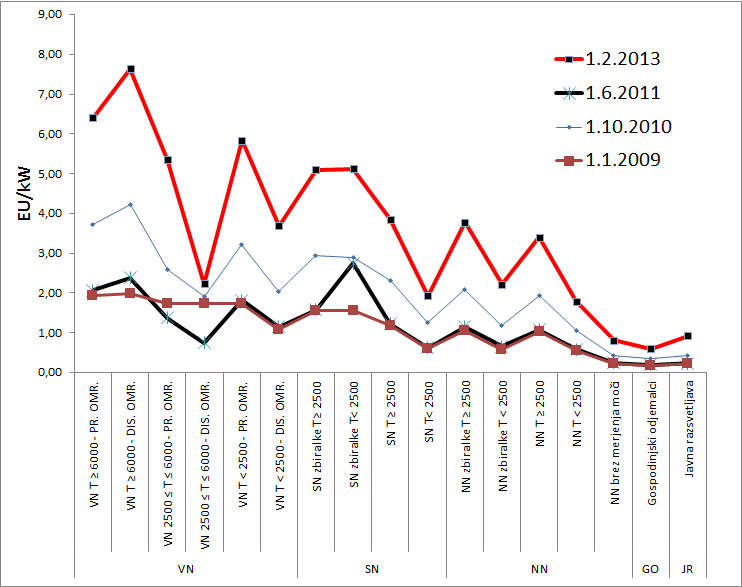 9,00
8,00
7,00
6,00
5,00
4,00
3,00
2,00
1,00
0,00
EU/kW
1.2.2013
1.6.2011
1.10.2010
1.1.2009
VN T ≥ 6000 - PR. OMR.
VN T ≥ 6000 - DIS. OMR.
VN 2500 ≤ T ≤ 6000 - PR. OMR.
VN 2500 ≤ T ≤ 6000 - DIS. OMR.
VN T < 2500 - PR. OMR.
VN T < 2500 - DIS. OMR.
SN zbiralke T ≥ 2500
SN zbiralke T< 2500
SN T ≥ 2500
SN T< 2500
NN zbiralke T ≥ 2500
NN zbiralke T < 2500
NN T ≥ 2500
NN T < 2500
NN brez merjenja moči
Gospodinjski odjemalci
Javna razsvetljava
VN
SN
NN
GO
JR